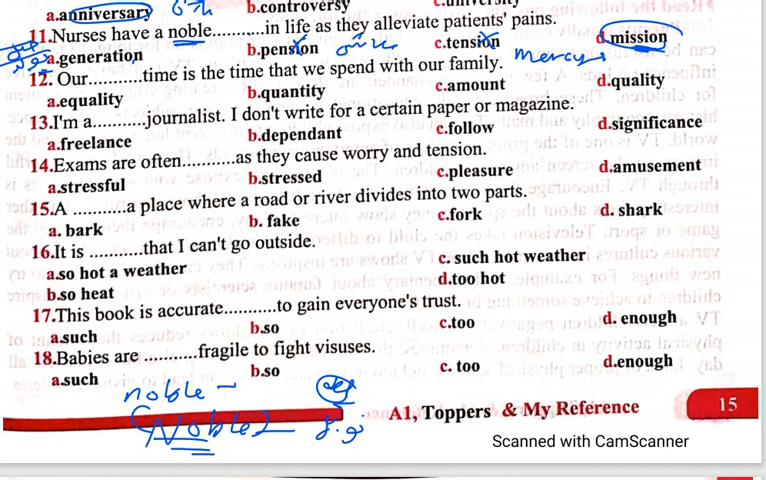 a.anniversary 6th b.controversy
11.Nurses have a noble..........in life as they alleviate patients' pains.
a.generation b.pension c.tension d.mission
mercy
12. Our.........time is the time that we spend with our family.
a.equality b.quantity c.amount d.quality
13.I'm a..........journalist. I don't write for a certain paper or magazine.
a.freelance b.dependant c.follow d.significance
14.Exams are often..........as they cause worry and tension.
a.stressful b.stressed c.pleasure d.amusement
15.A ..........a place where a road or river divides into two parts.
a. bark b. fake c.fork d. shark
16.It is ..........that I can't go outside.
a.so hot a weather c. such hot weather
b.so heat d.too hot
17.This book is accurate..........to gain everyone's trust.
a.such b.so c.too d. enough
18.Babies are ..........fragile to fight visuses.
a.such b.so c. too d.enough
noble
Noble
A1, Toppers & My Reference 15
Scanned with CamScanner